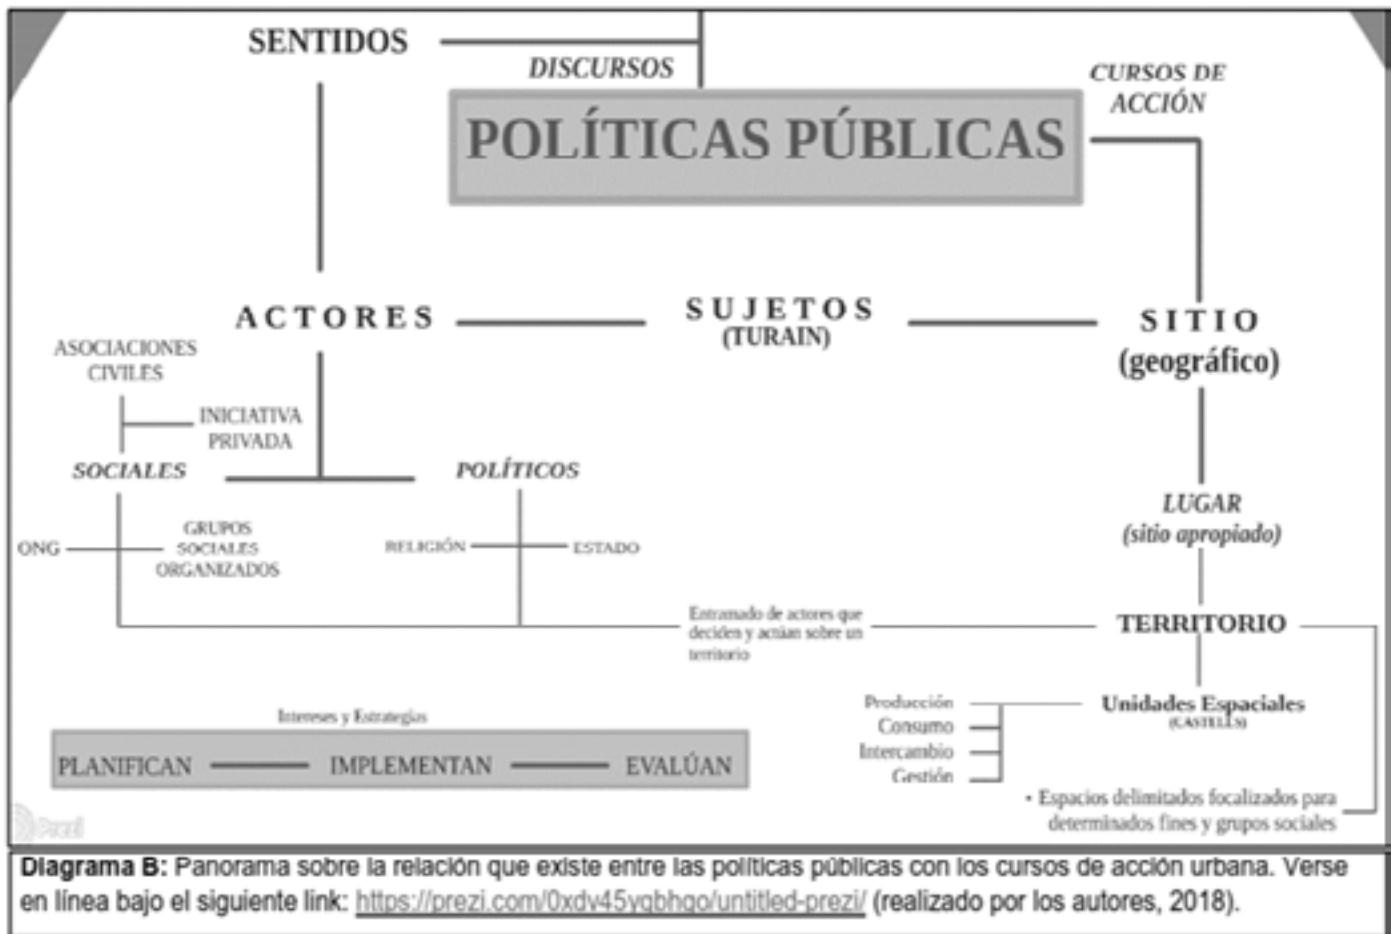 SENTIDOS
DISCURSOS
CURSOS DE
ACCIÓN
POLÍTICAS PÚBLICAS
ACTORES
SUJETOS
(TURAIN)
SITIO
(geográfico)
ASOCIACIONES
CIVILES
INICIATIVA
PRIVADA
SOCIALES
POLÍTICOS
LUGAR
(sitio apropiado)
ONG
GRUPOS
SOCIALES
ORGANIZADOS
RELIGIÓN
ESTADO
Entramado de actores que
deciden y actúan sobre un
territorio
TERRITORIO
Unidades Espaciales
(CASTELLS)
Producción
Consumo
Intercambio
Gestión
Intereses y Estrategias
PLANIFICAN
IMPLEMENTAN
EVALÚAN
• Espacios delimitados focalizados para
determinados fines y grupos sociales
Prezi
Diagrama B: Panorama sobre la relación que existe entre las políticas públicas con los cursos de acción urbana. Verse
en línea bajo el siguiente link: https://prezi.com/0xdv45yqbhgo/untitled-prezi/ (realizado por los autores, 2018).